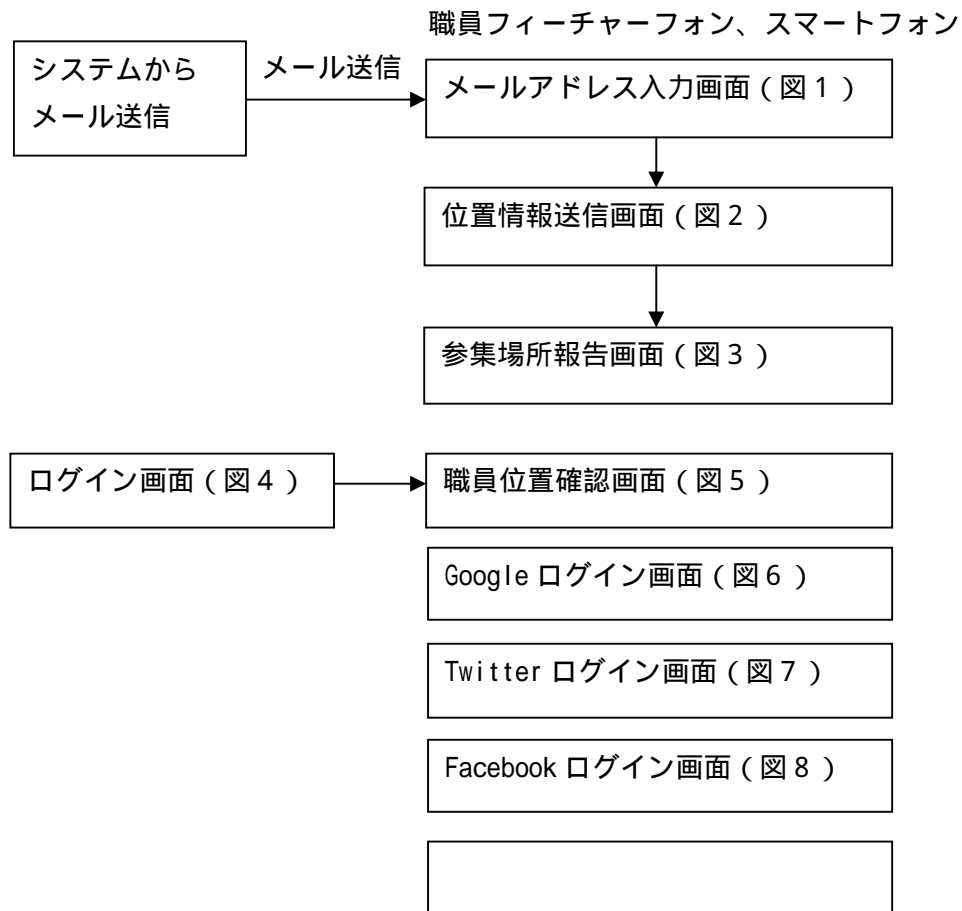 職員フィーチャーフォン、スマートフォン
システムから
メール送信
メール送信
メールアドレス入力画面（図１）
位置情報送信画面（図２）
参集場所報告画面（図３）
ログイン画面（図４）
職員位置確認画面（図５）
Google ログイン画面（図６）
Twitter ログイン画面（図７）
Facebook ログイン画面（図８）